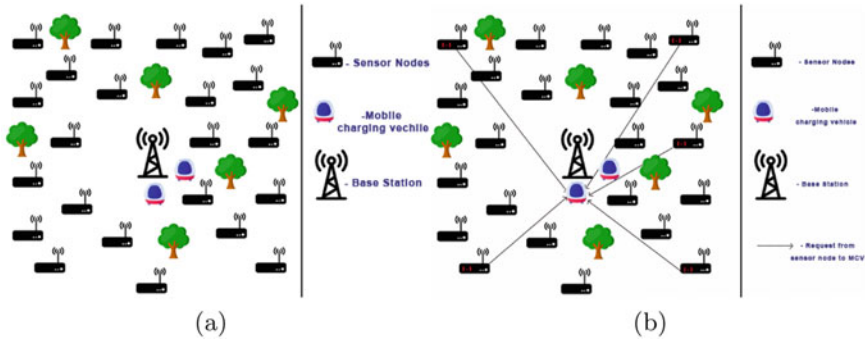 - Sensor Nodes
-Mobile
charging vechile
- Base Station
(a)
- Sensor Nodes
-Mobile
charging vehicle
- Base Station
- Request from
sensor node to MCV
(b)